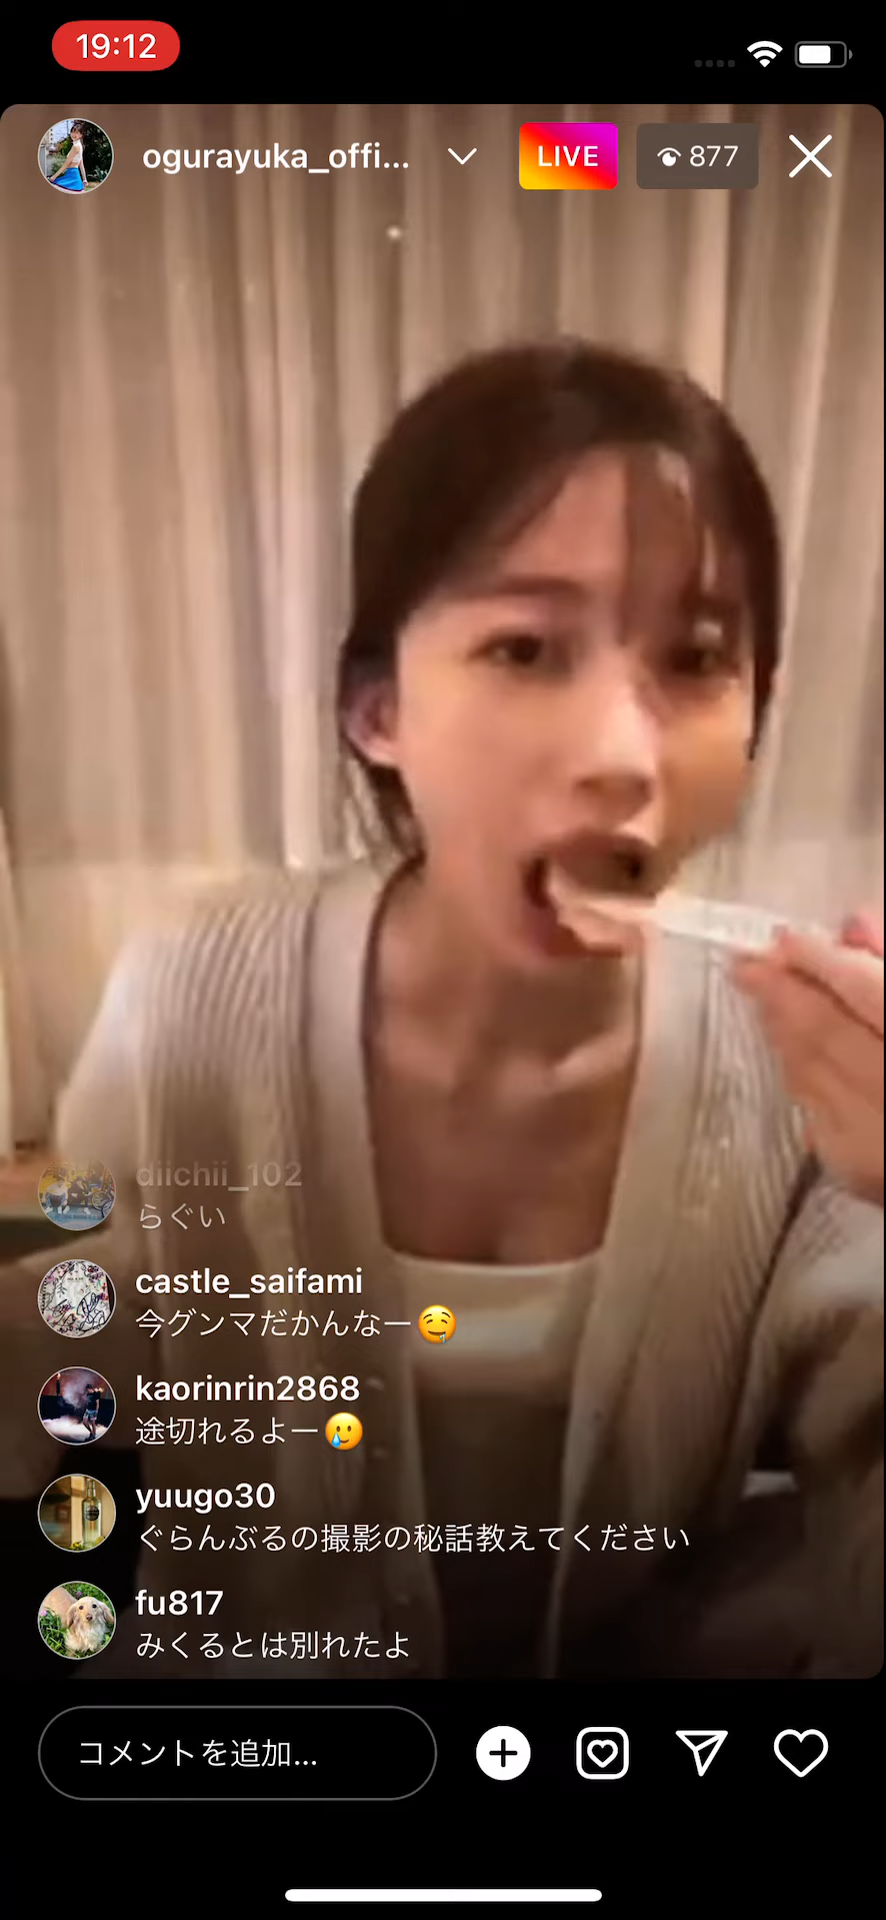 19:12
ogurayuka_offi...
LIVE
877
diichii_102
らぐい
castle_saifami
今グンマだかんなー🤤
kaorinrin2868
途切れるよー🥲
yuugo30
ぐらんぶるの撮影の秘話教えてください
fu817
みくるとは別れたよ
コメントを追加...